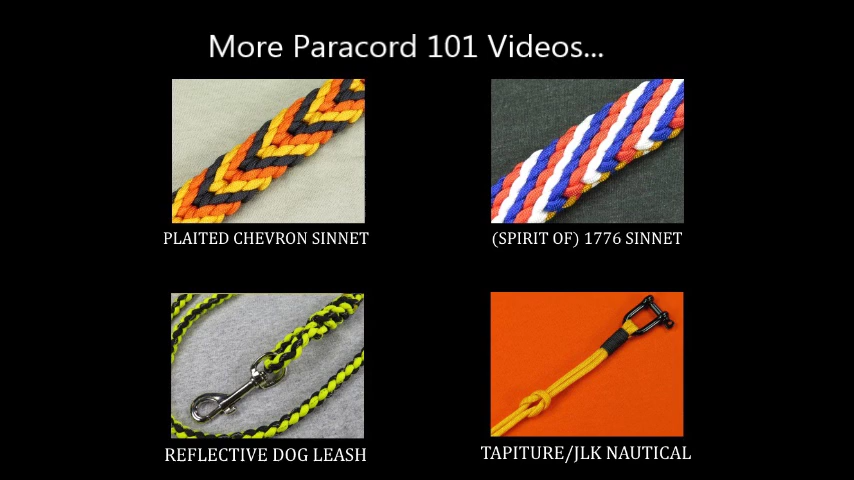 More Paracord 101 Videos...
PLAITED CHEVRON SINNET
(SPIRIT OF) 1776 SINNET
REFLECTIVE DOG LEASH
TAPITURE/JLK NAUTICAL